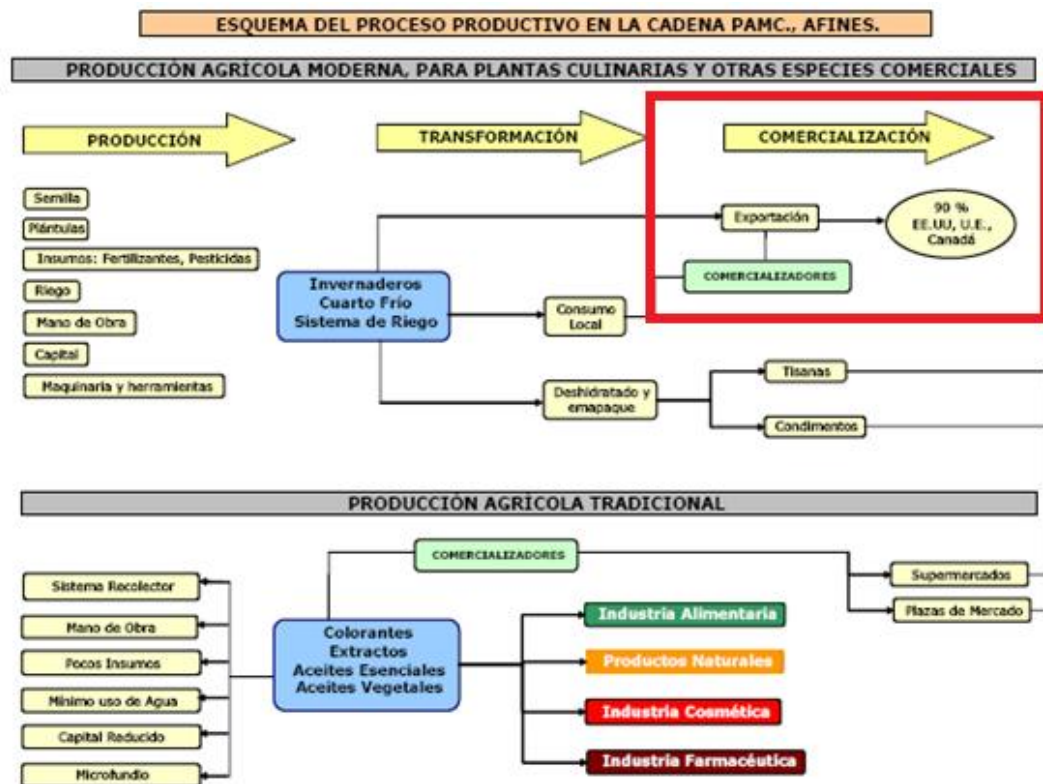 ESQUEMA DEL PROCESO PRODUCTIVO EN LA CADENA PAMC., AFINES.
PRODUCCIÓN AGRÍCOLA MODERNA, PARA PLANTAS CULINARIAS Y OTRAS ESPECIES COMERCIALES
PRODUCCIÓN
TRANSFORMACIÓN
COMERCIALIZACIÓN
Semilla
Plántulas
Insumos: Fertilizantes, Pesticidas
Riego
Mano de Obra
Capital
Maquinaria y herramientas
Invernaderos
Cuarto Frío
Sistema de Riego
Exportación
90 %
EE.UU, U.E.,
Canadá
COMERCIALIZADORES
Consumo
Local
Deshidratado y
emapaque
Tisanas
Condimentos
PRODUCCIÓN AGRÍCOLA TRADICIONAL
COMERCIALIZADORES
Sistema Recolector
Mano de Obra
Pocos Insumos
Mínimo uso de Agua
Capital Reducido
Microfundio
Colorantes
Extractos
Aceites Esenciales
Aceites Vegetales
Industria Alimentaria
Productos Naturales
Industria Cosmética
Industria Farmacéutica
Supermercados
Plazas de Mercado